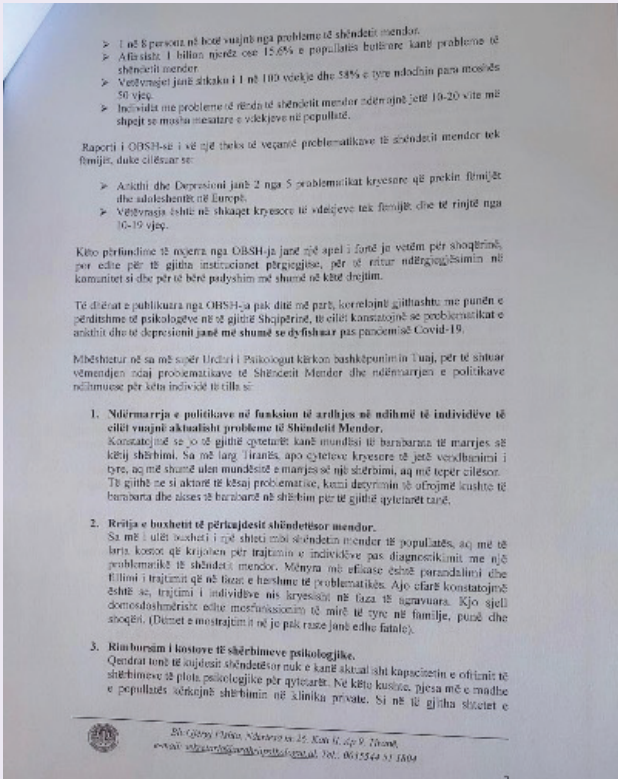 ➤ 1 në 8 persona në botë vuajnë nga probleme të shëndetit mendor.
➤ Afërsisht 1 bilion njerëz ose 15,6% e popullatës botërore kanë probleme të
shëndetit mendor.
➤ Vetëvrasjet janë shkaku i 1 në 100 vdekje dhe 58% e tyre ndodhin para moshës
50 vjeç.
➤ Individët me probleme të rënda të shëndetit mendor ndërrojnë jetë 10-20 vite më
shpejt se mosha mesatare e vdekjeve në popullatë.
Raporti i OBSH-së i vë një theks të veçantë problematikave të shëndetit mendor tek
fëmijët, duke cilësuar se:
➤ Ankthi dhe Depresioni janë 2 nga 5 problematikat kryesore që prekin fëmijët
dhe adoleshentët në Europë.
➤ Vetëvrasja është në shkaqet kryesore të vdekjeve tek fëmijët dhe të rinjtë nga
10-19 vjeç.
Këto përfundime të nxjerra nga OBSH-ja janë një apel i fortë jo vetëm për shoqërinë,
por edhe për të gjitha institucionet përgjegjëse, për të rritur ndërgjegjësimin në
komunitet si dhe për të bërë padyshim më shumë në këtë drejtim.
Të dhënat e publikuara nga OBSH-ja pak ditë më parë, korrelojnë gjithashtu me punën e
përditshme të psikologëve në të gjithë Shqipërinë, të cilët konstatojnë se problematikat e
ankthit dhe të depresionit janë më shumë se dyfishuar pas pandemisë Covid-19.
Mbështetur në sa më sipër Urdhri i Psikologut kërkon bashkëpunimin Tuaj, për të shtuar
vëmendjen ndaj problematikave të Shëndetit Mendor dhe ndërmarrjen e politikave
ndihmuese për këta individë të tilla si:
1. Ndërmarrja e politikave në funksion të ardhjes në ndihmë të individëve të
cilët vuajnë aktualisht probleme të Shëndetit Mendor.
Konstatojmë se jo të gjithë qytetarët kanë mundësi të barabarta të marrjes së
këtij shërbimi. Sa më larg Tiranës, apo qyteteve kryesore të jetë vendbanimi i
tyre, aq më shumë ulen mundësitë e marrjes së një shërbimi, aq më tepër cilësor.
Të gjithë ne si aktorë të kësaj problematike, kemi detyrimin të ofrojmë kushte të
barabarta dhe akses të barabartë në shërbim për të gjithë qytetarët tanë.
2. Rritja e buxhetit të përkujdesit shëndetësor mendor.
Sa më i ulët buxheti i një shteti mbi shëndetin mendor të popullatës, aq më të
larta kostot që krijohen për trajtimin e individëve pas diagnostikimit me një
problematikë të shëndetit mendor. Mënyra më efikase është parandalimi dhe
fillimi i trajtimit që në fazat e hershme të problematikës. Ajo çfarë konstatojmë
është se, trajtimi i individëve nis kryesisht në faza të agravuara. Kjo sjell
domosdoshmërisht edhe mosfunksionim të mirë të tyre në familje, punë dhe
shoqëri. (Dëmet e mostrajtimit në jo pak raste janë edhe fatale).
3. Rimbursim i kostove të shërbimeve psikologjike.
Qendrat tonë të kujdesit shëndetësor nuk e kanë aktualisht kapacitetin e ofrimit të
shërbimeve të plota psikologjike për qytetarët. Në këto kushte, pjesa më e madhe
e popullatës kërkojnë shërbimin në klinika private. Si në të gjitha shtetet e
Tiranë,
e-mail: